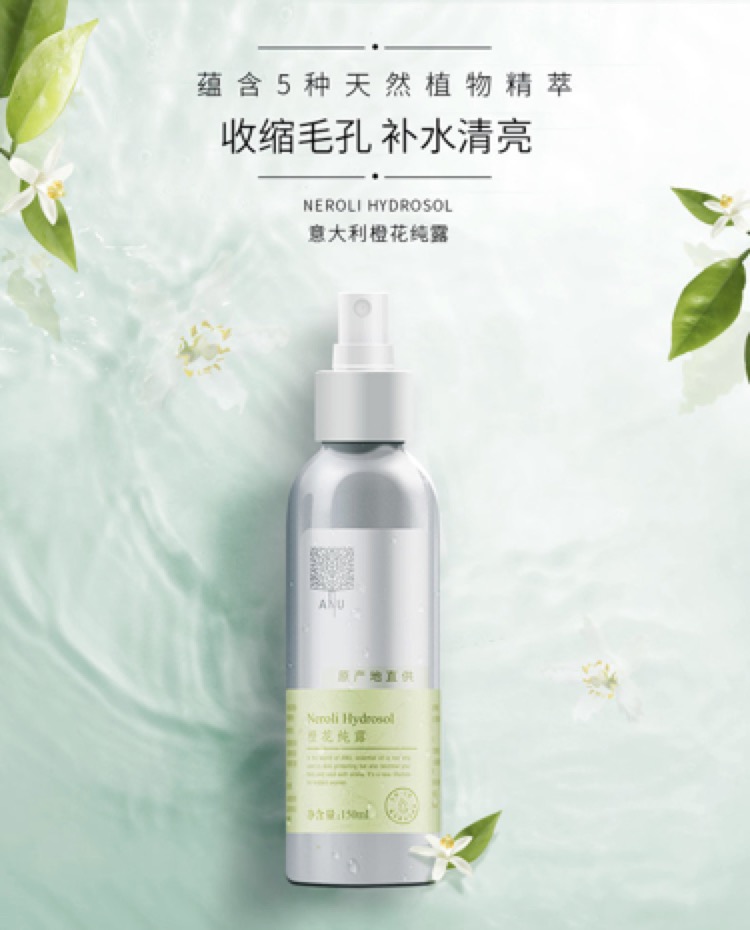 蕴含5种天然植物精萃
收缩毛孔 补水清亮
NEROLI HYDROSOL
意大利橙花纯露
ANU
原产地直供
Neroli Hydrosol
橙花纯露
净含量:150ml